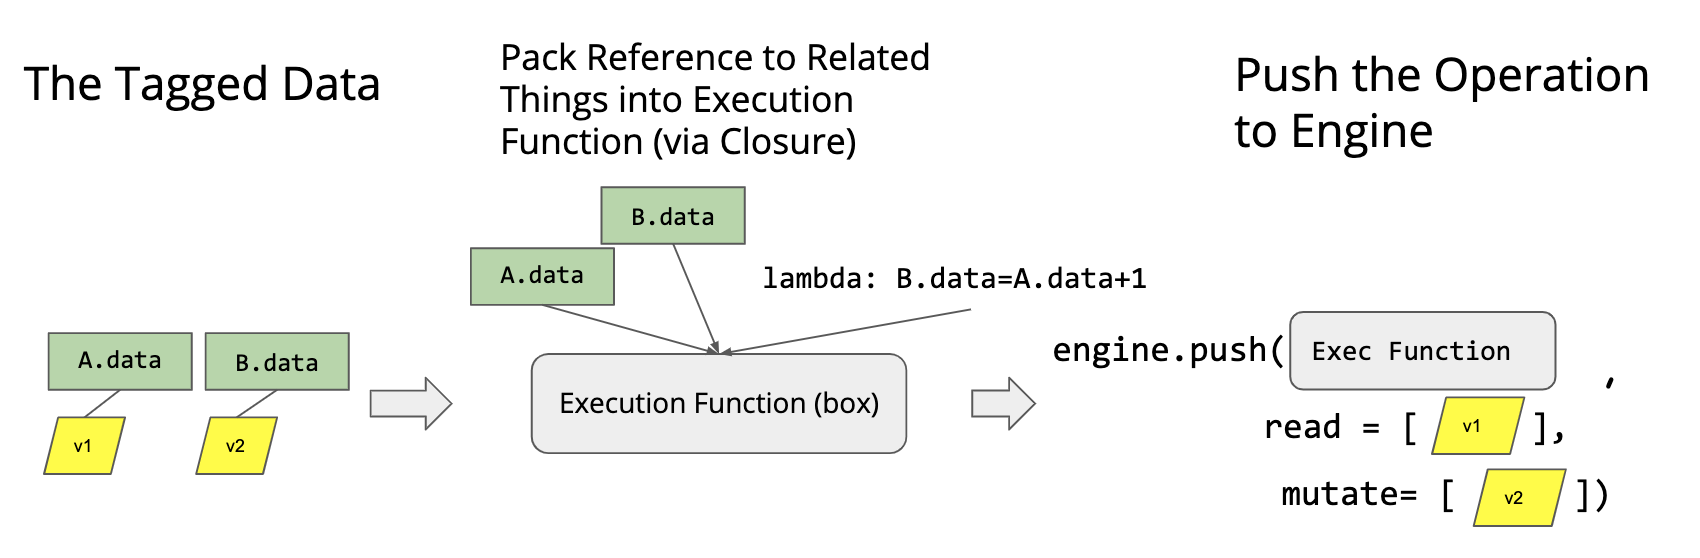 The Tagged Data
A.data
B.data
v1
v2
Pack Reference to Related
Things into Execution
Function (via Closure)
B.data
A.data
lambda: B.data=A.data+1
Execution Function (box)
Push the Operation
to Engine
engine.push( Exec Function ,
read = [ v1 ],
mutate= [ v2 ])